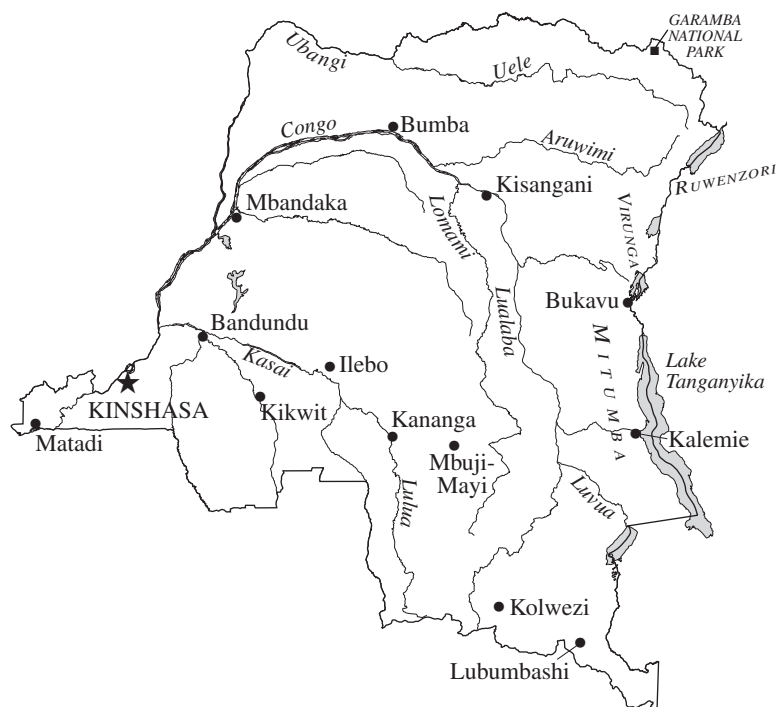 GARAMBA
NATIONAL
PARK
Ubangi
Uele
Congo
Bumba
Aruwimi
Kisangani
RUWENZORI
Mbandaka
Lomami
VIRUNGA
Lualaba
Bukavu
Bandundu
Kasai
Ilebo
MITUMBA
Lake
Tanganyika
KINSHASA
Kikwit
Kananga
Matadi
Mbuji-
Mayi
Kalemie
Lulua
Luvua
Kolwezi
Lubumbashi